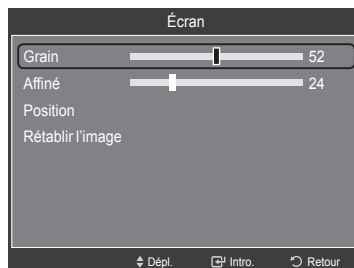 Écran
Grain 52
Affiné 24
Position
Rétablir l'image
Dépl. Intro. Retour